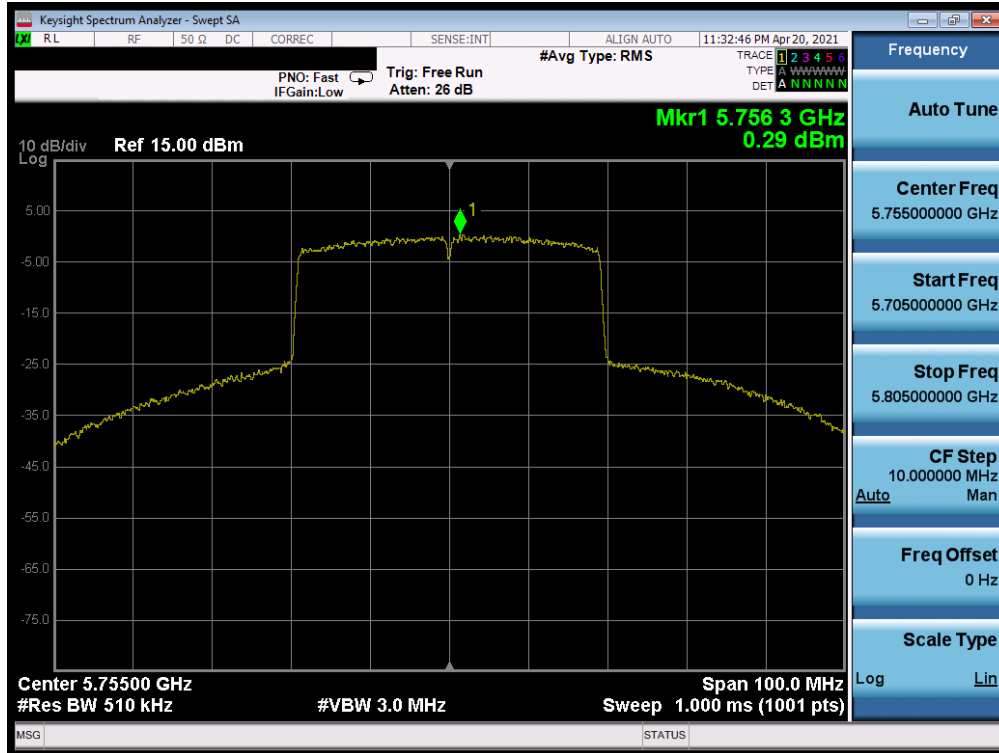 Keysight Spectrum Analyzer - Swept SA
LXI RL RF 50 Ω DC CORREC SENSE:INT ALIGN AUTO 11:32:46 PM Apr 20, 2021
#Avg Type: RMS
TRACE 1 2 3 4 5 6
PNO: Fast Trig: Free Run
TYPE A WWWWW
IFGain:Low Atten: 26 dB
DET A N N N N N
Mkr1 5.756 3 GHz
0.29 dBm
10 dB/div Ref 15.00 dBm
Log
5.00
1
-5.00
-15.0
-25.0
-35.0
-45.0
-55.0
-65.0
-75.0
Center 5.75500 GHz Span 100.0 MHz
#Res BW 510 kHz #VBW 3.0 MHz Sweep 1.000 ms (1001 pts)
MSG STATUS
Frequency
Auto Tune
Center Freq
5.755000000 GHz
Start Freq
5.705000000 GHz
Stop Freq
5.805000000 GHz
CF Step
10.000000 MHz
Auto Man
Freq Offset
0 Hz
Scale Type
Log Lin